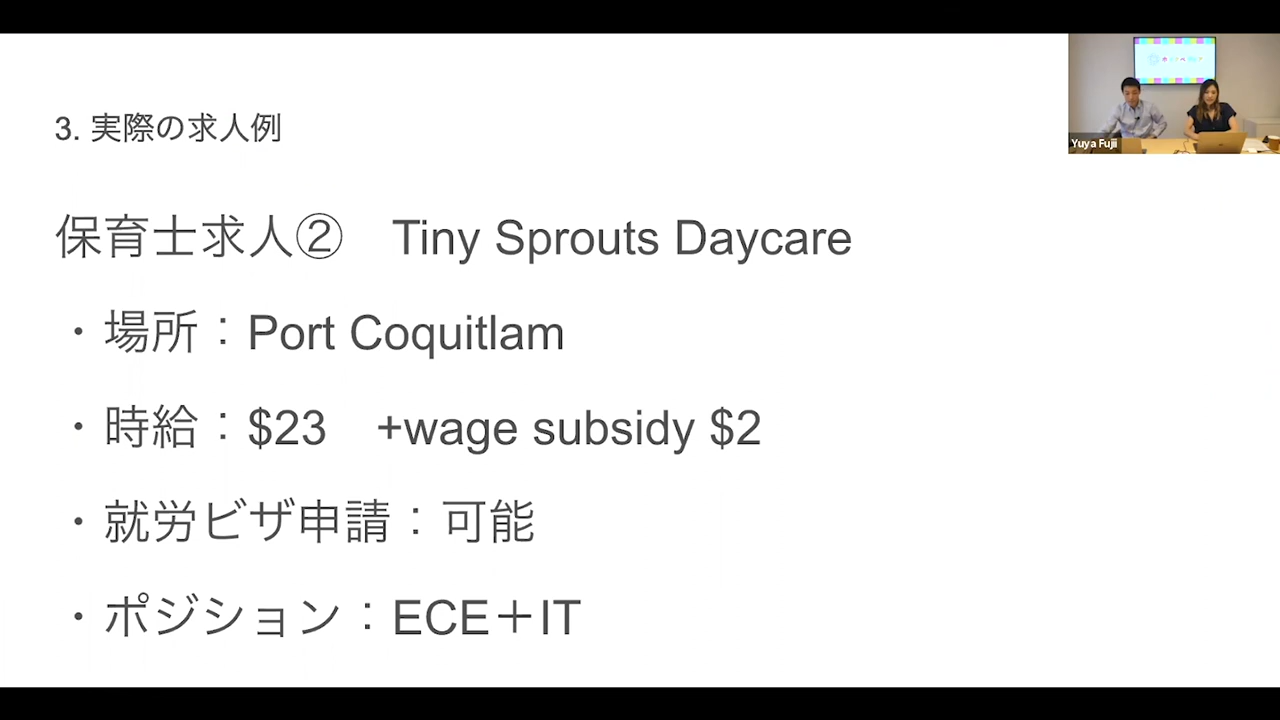 3. 実際の求人例
Yuya Fujii
保育士求人② Tiny Sprouts Daycare
・場所：Port Coquitlam
・時給：$23 +wage subsidy $2
・就労ビザ申請：可能
・ポジション：ECE＋IT